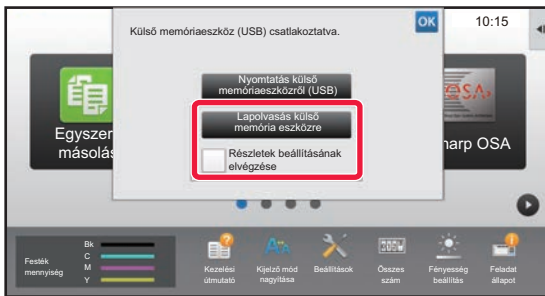 Külső memóriaeszköz (USB) csatlakoztatva.
OK
10:15
Nyomtatás külső
memóriaeszközről (USB)
Lapolvasás külső
memória eszközre
Részletek beállításának
elvégzése
Egyszer
másolás
OSA
harp OSA
Festék
mennyiség
Bk
C
M
Y
Kezelési
útmutató
Kijelző mód
nagyítása
Beállítások
Összes
szám
Fényesség
beállítás
Feladat
állapot